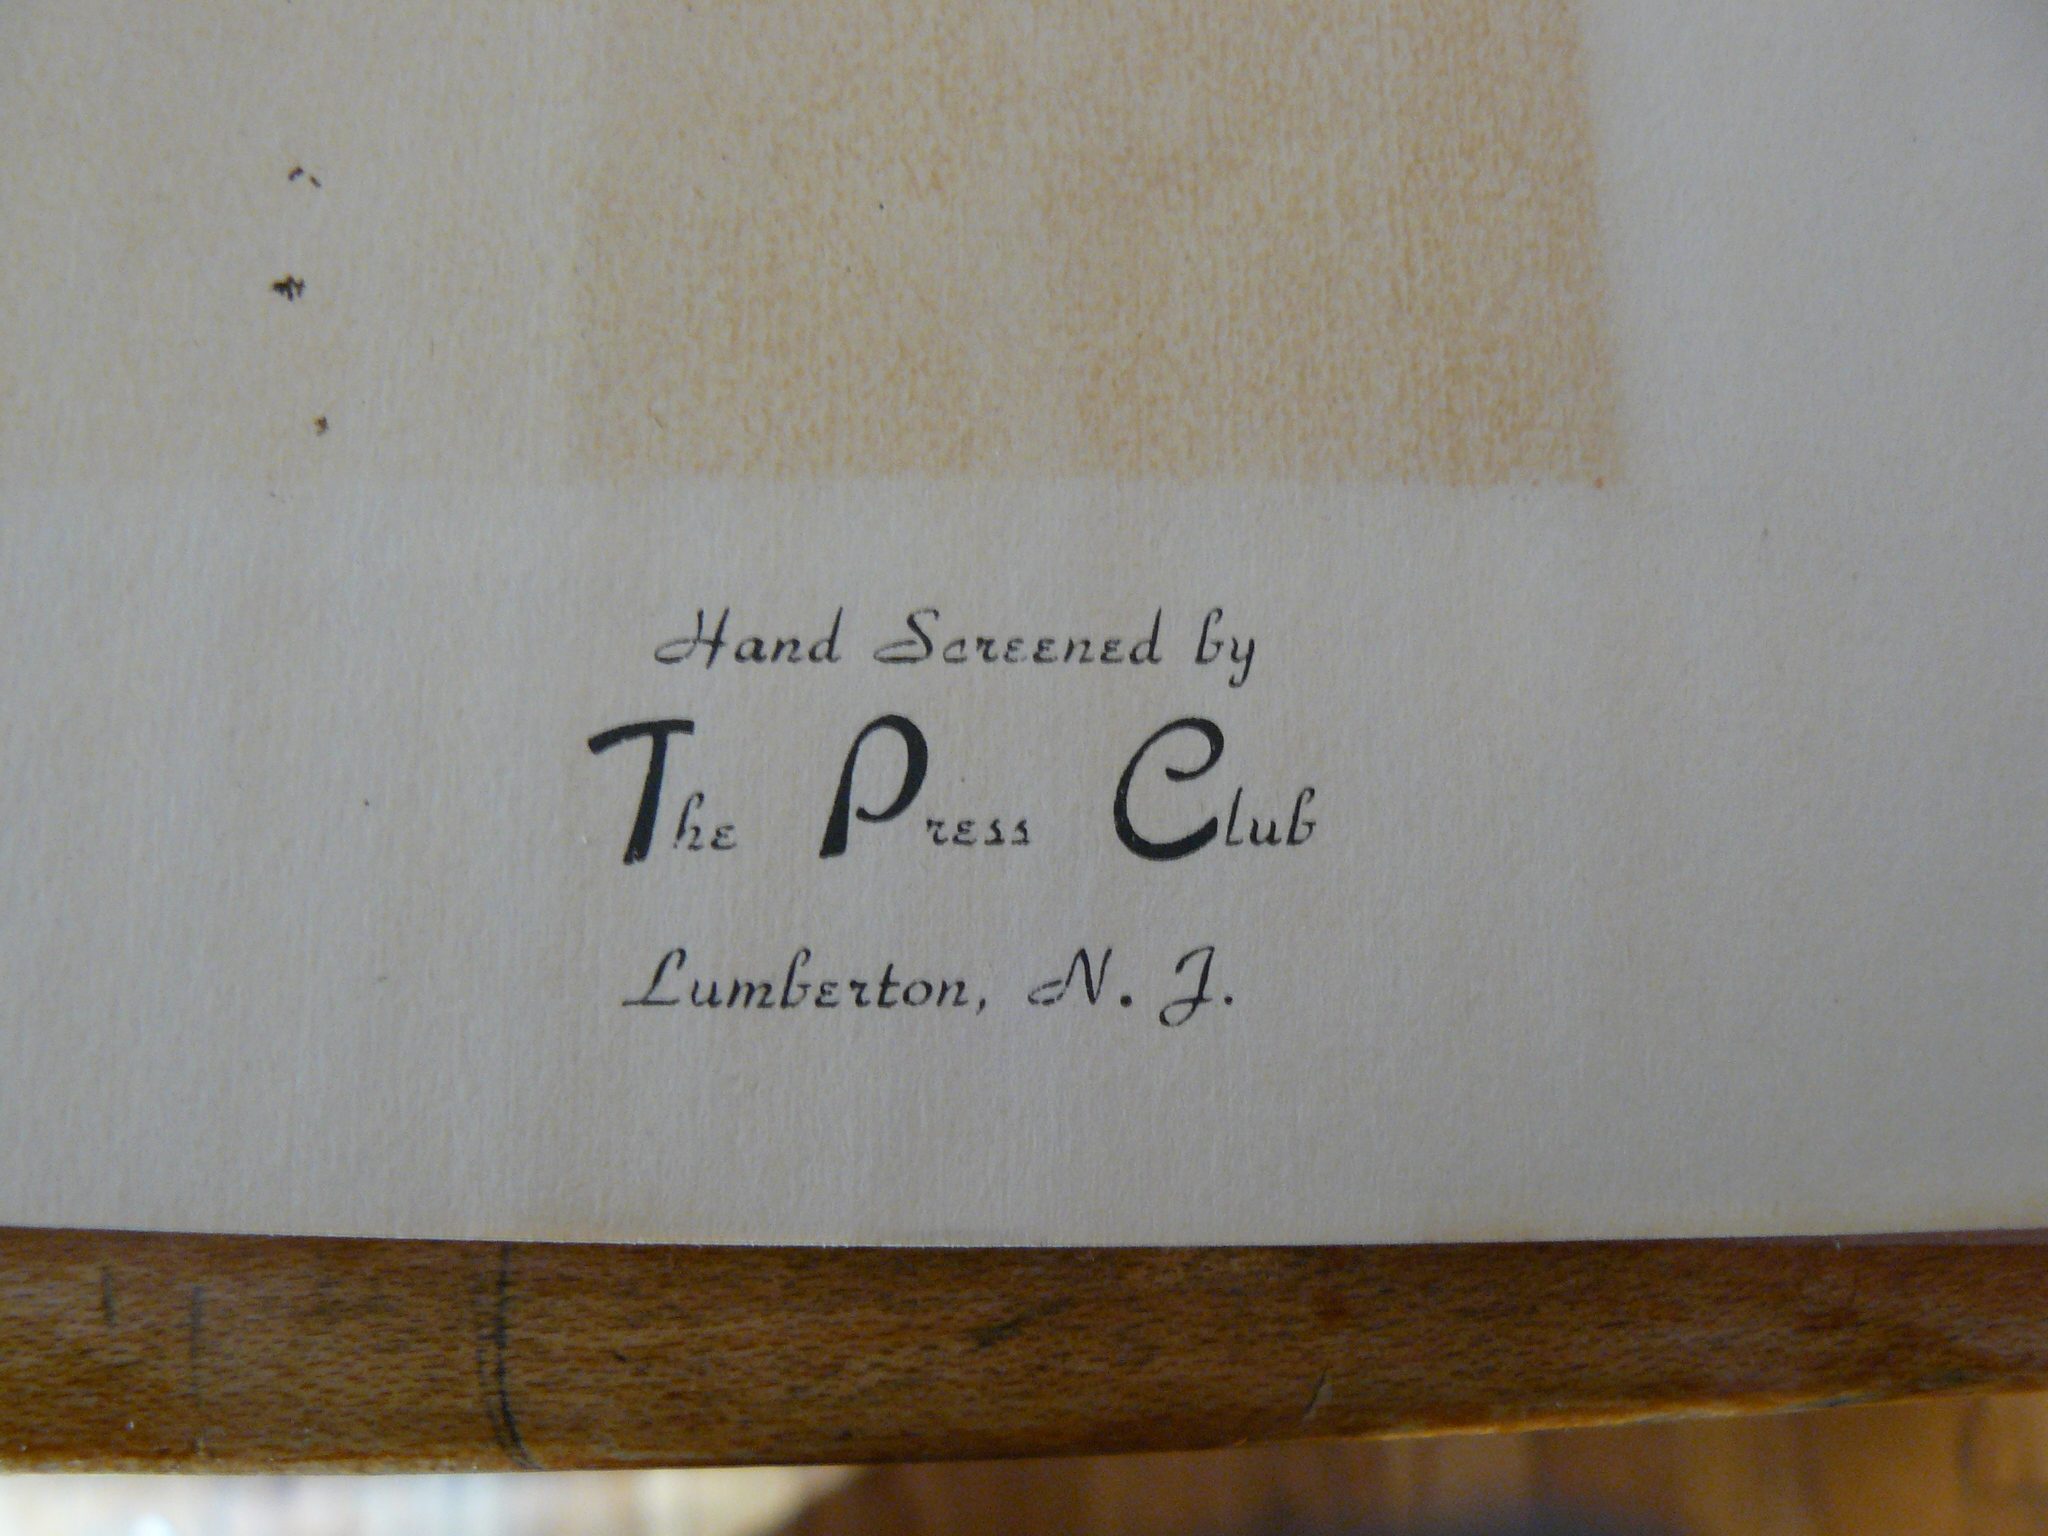 Hand Screened by
The Press Club
Lumberton, N. J.